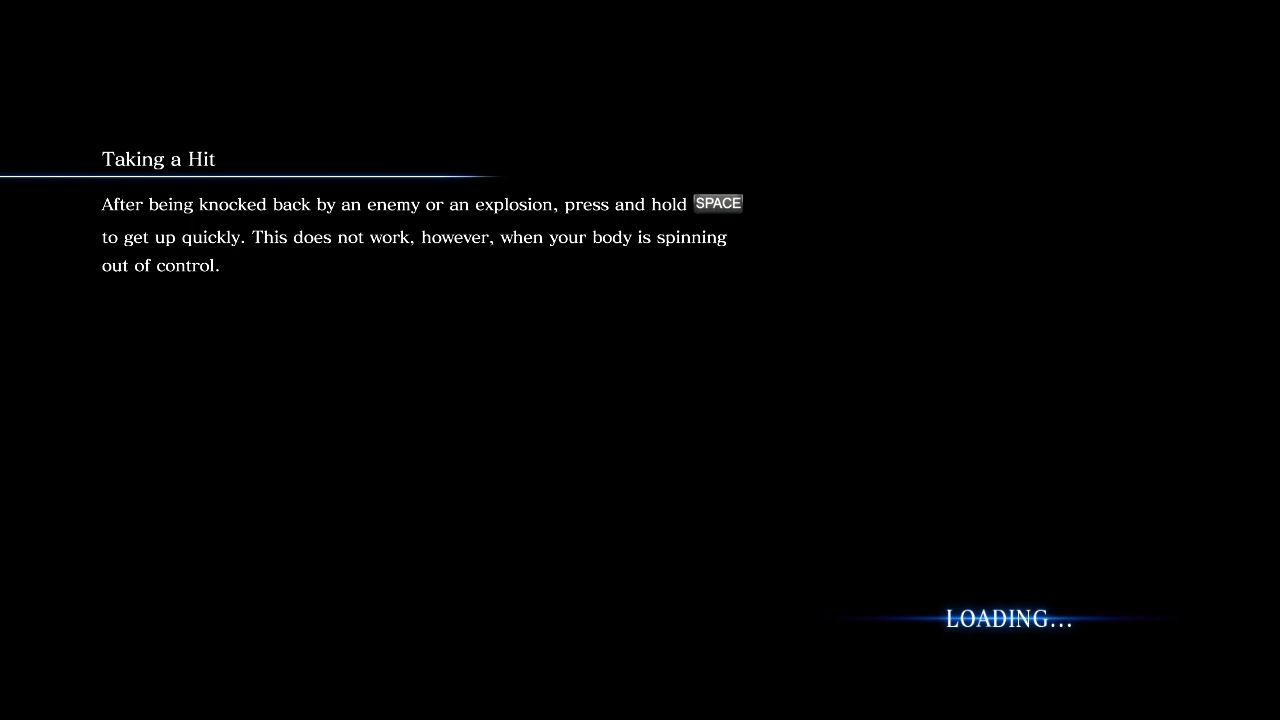 Taking a Hit
After being knocked back by an enemy or an explosion, press and hold SPACE
to get up quickly. This does not work, however, when your body is spinning
out of control.
LOADING...